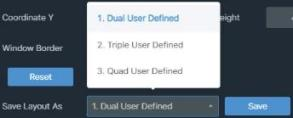 Coordinate Y
1. Dual User Defined
eight
2. Triple User Defined
Window Border
3. Quad User Defined
Reset
Save Layout As
1. Dual User Defined
Save